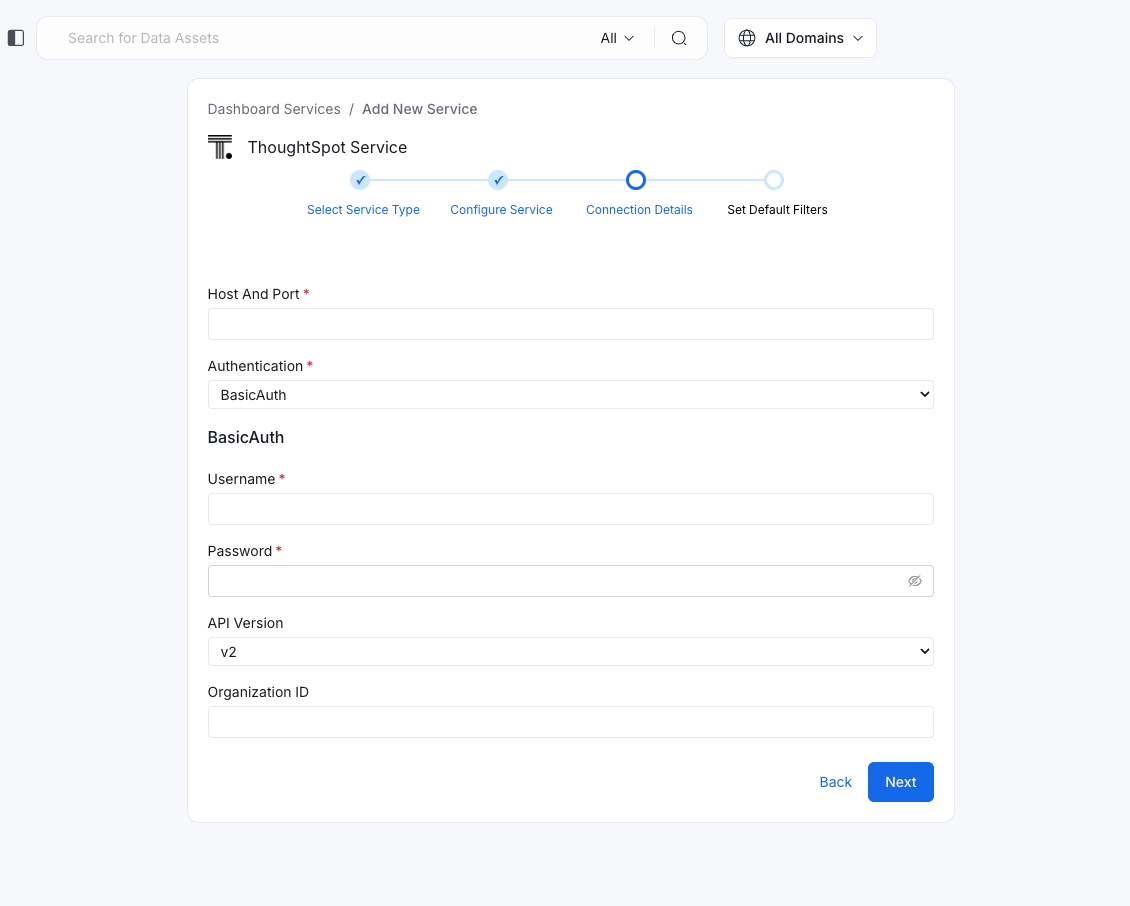 Search for Data Assets All All Domains
Dashboard Services / Add New Service
ThoughtSpot Service
Select Service Type Configure Service Connection Details Set Default Filters
Host And Port *
Authentication *
BasicAuth
BasicAuth
Username *
Password *
API Version
v2
Organization ID
Back Next